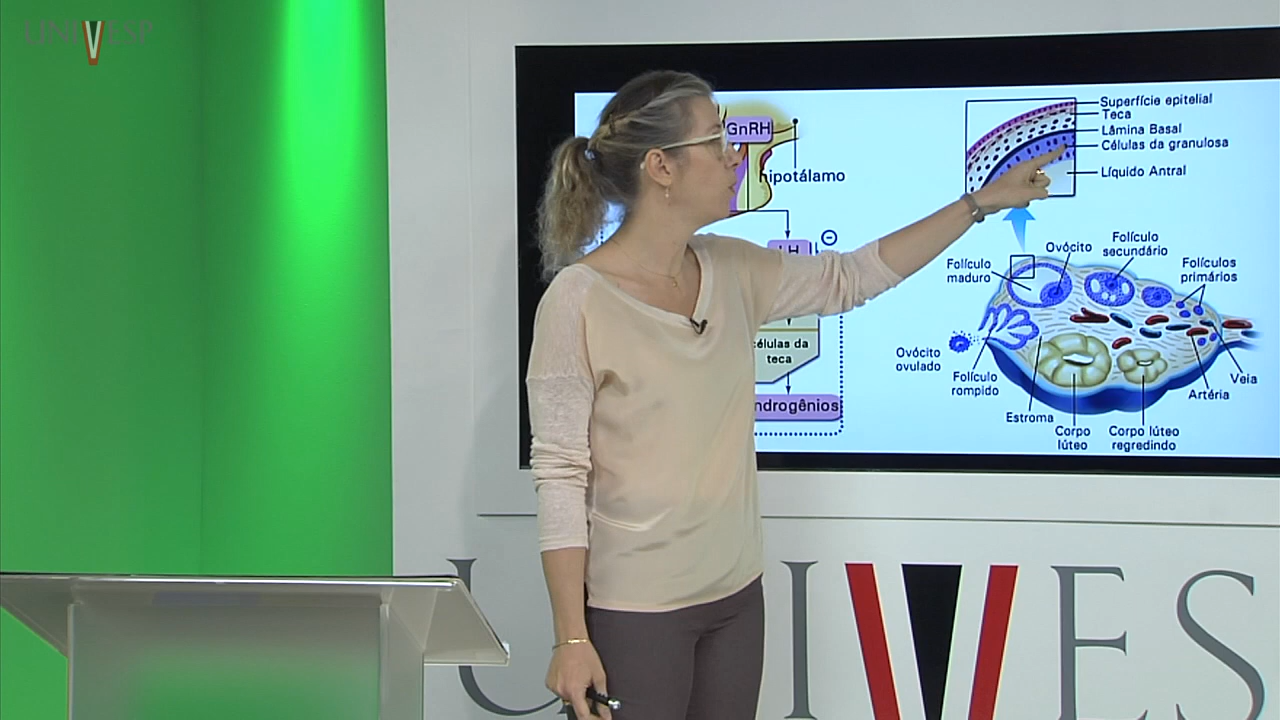 UNIVESP
GnRH
hipotálamo
LH
células da
teca
androgênios
Superfície epitelial
Teca
Lâmina Basal
Células da granulosa
Líquido Antral
Ovócito
Folículo
secundário
Folículos
primários
Folículo
maduro
Ovócito
ovulado
Folículo
rompido
Estroma
Corpo
lúteo
Corpo lúteo
regredindo
Artéria
Veia
UNIVESP